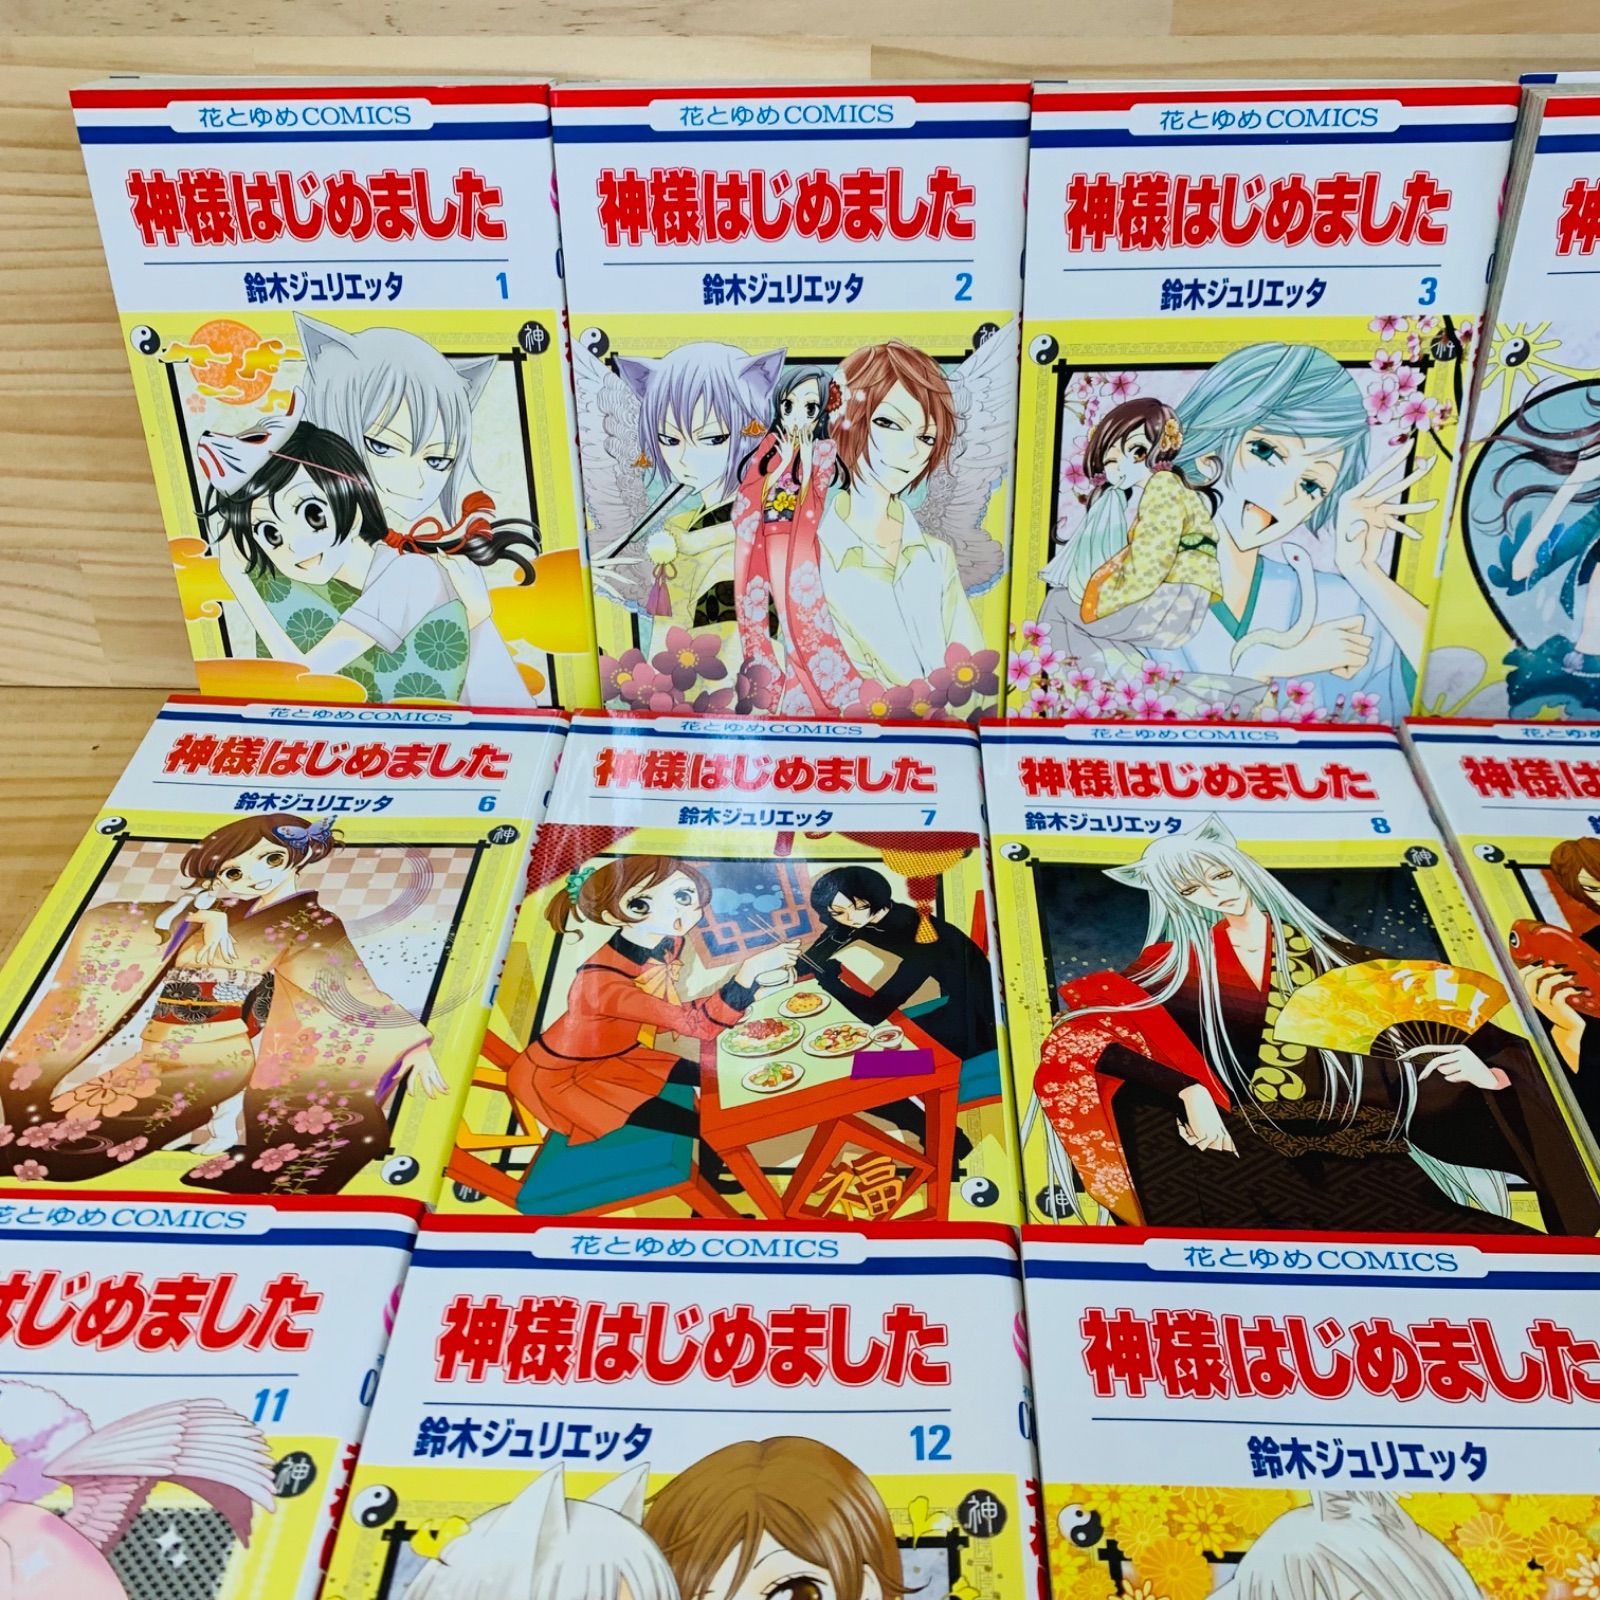 花とゆめCOMICS
神様はじめました
鈴木ジュリエッタ 1
神
花とゆめCOMICS
神様はじめました
鈴木ジュリエッタ 2
神
花とゆめCOMICS
神様はじめました
鈴木ジュリエッタ 3
神
花とゆめCOMICS
神様はじめました
鈴木ジュリエッタ 6
神
花とゆめCOMICS
神様はじめました
鈴木ジュリエッタ 7
福
神
花とゆめCOMICS
神様はじめました
鈴木ジュリエッタ 8
神
神
花とゆめ
神様は
花とゆめCOMICS
はじめました
11
神
花とゆめCOMICS
神様はじめました
鈴木ジュリエッタ 12
神
花とゆめCOMICS
神様はじめました
鈴木ジュリエッタ